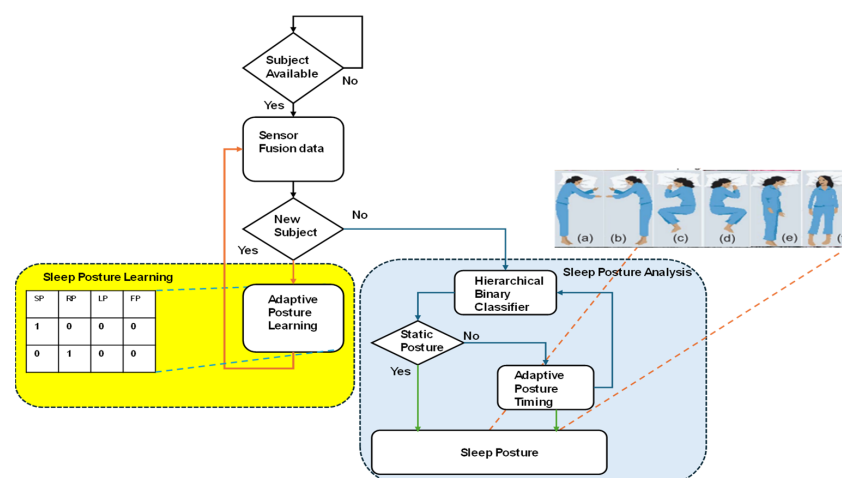 Subject
Available
No
Yes
Sensor
Fusion data
New
Subject
No
Yes
Sleep Posture Learning
SP RP LP FP
1 0 0 0
0 1 0 0
Adaptive
Posture
Learning
(a) (b) (c) (d) (e)
Sleep Posture Analysis
Hierarchical
Binary
Classifier
Static
Posture
No
Yes
Adaptive
Posture
Timing
Sleep Posture